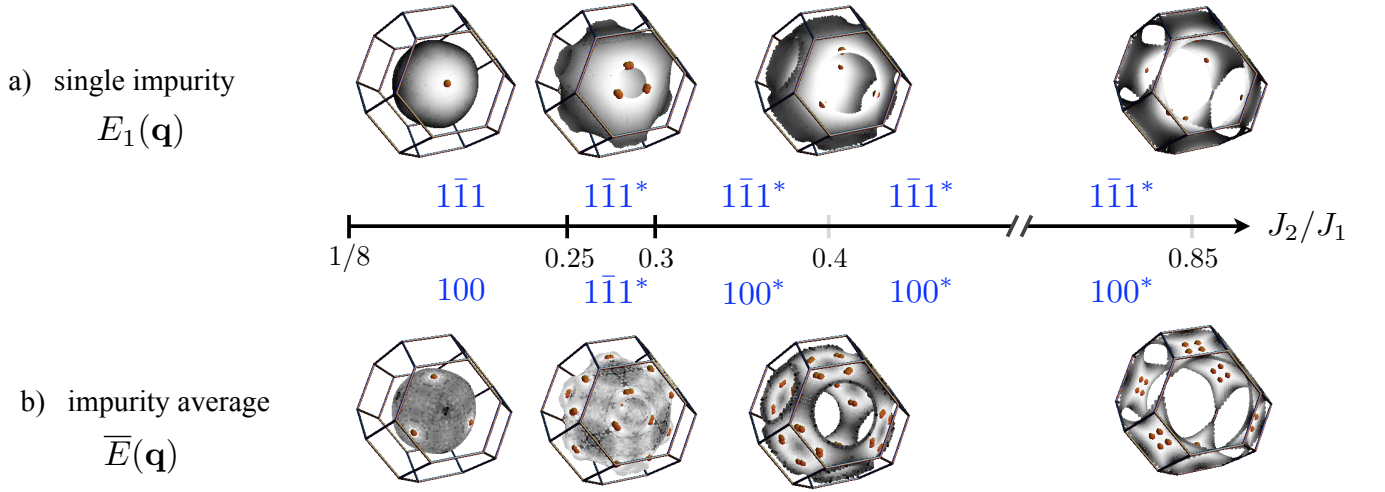 a) single impurity
E₁(q)
11̄1 11̄1* 11̄1* 11̄1* 11̄1*
J₂/J₁
1/8 0.25 0.3 0.4 0.85
100 11̄1* 100* 100* 100*
b) impurity average
E̅(q)